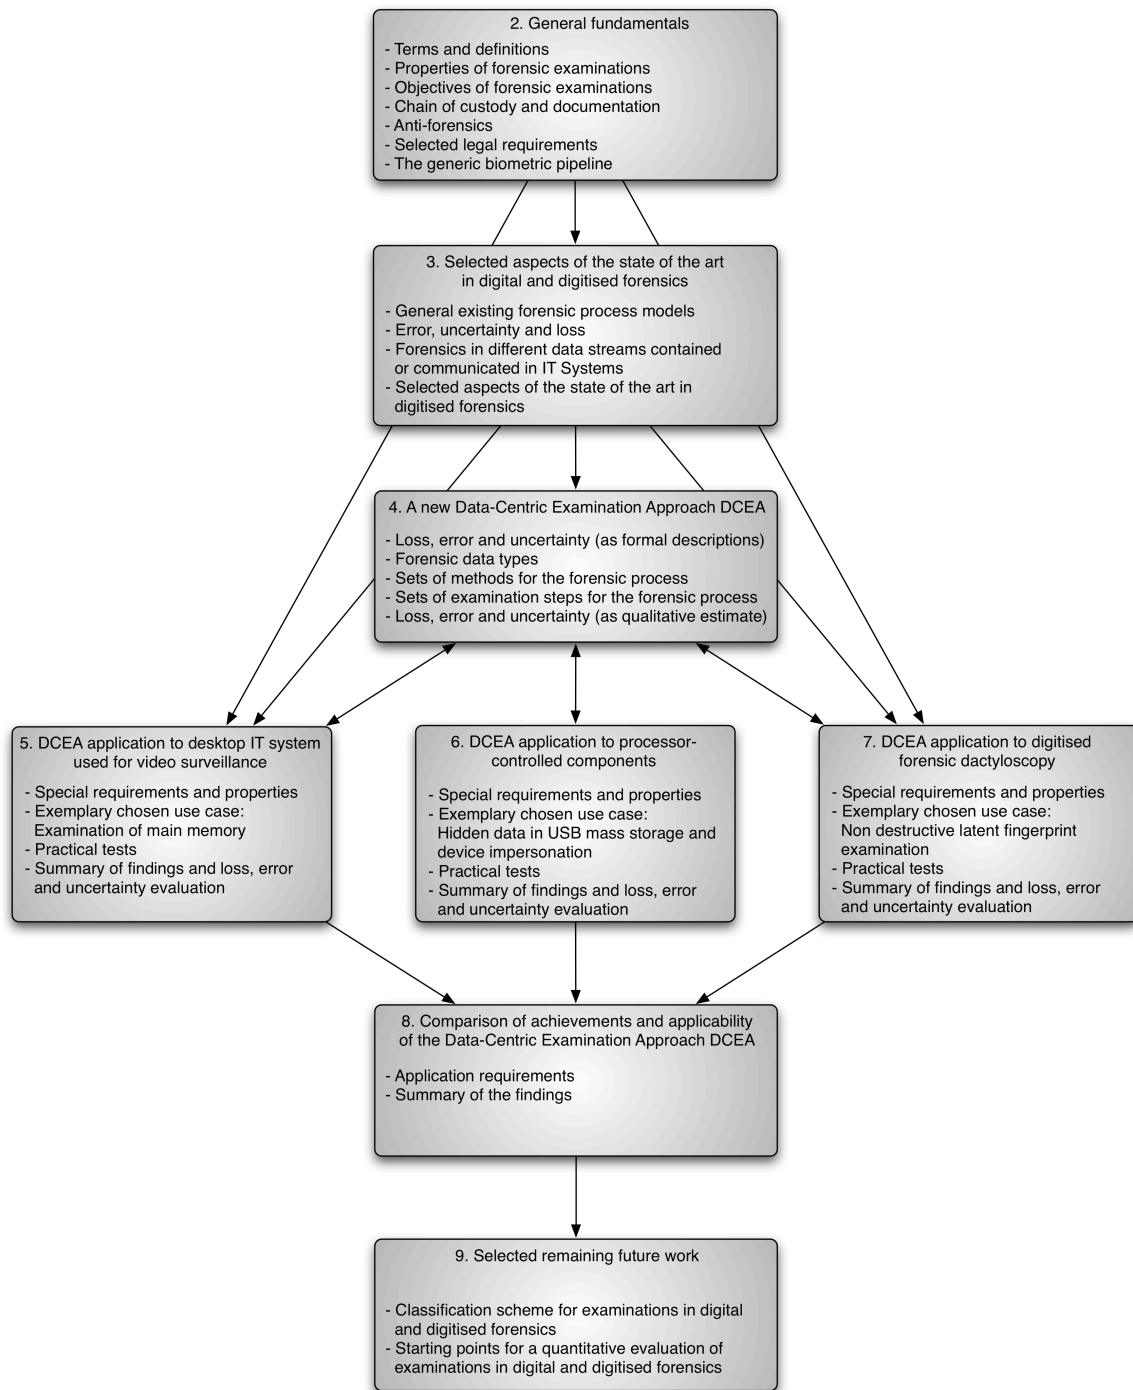 2. General fundamentals
- Terms and definitions
- Properties of forensic examinations
- Objectives of forensic examinations
- Chain of custody and documentation
- Anti-forensics
- Selected legal requirements
- The generic biometric pipeline
3. Selected aspects of the state of the art
in digital and digitised forensics
- General existing forensic process models
- Error, uncertainty and loss
- Forensics in different data streams contained
or communicated in IT Systems
- Selected aspects of the state of the art in
digitised forensics
4. A new Data-Centric Examination Approach DCEA
- Loss, error and uncertainty (as formal descriptions)
- Forensic data types
- Sets of methods for the forensic process
- Sets of examination steps for the forensic process
- Loss, error and uncertainty (as qualitative estimate)
5. DCEA application to desktop IT system
used for video surveillance
- Special requirements and properties
- Exemplary chosen use case:
Examination of main memory
- Practical tests
- Summary of findings and loss, error
and uncertainty evaluation
6. DCEA application to processor-
controlled components
- Special requirements and properties
- Exemplary chosen use case:
Hidden data in USB mass storage and
device impersonation
- Practical tests
- Summary of findings and loss, error
and uncertainty evaluation
7. DCEA application to digitised
forensic dactyloscopy
- Special requirements and properties
- Exemplary chosen use case:
Non destructive latent fingerprint
examination
- Practical tests
- Summary of findings and loss, error
and uncertainty evaluation
8. Comparison of achievements and applicability
of the Data-Centric Examination Approach DCEA
- Application requirements
- Summary of the findings
9. Selected remaining future work
- Classification scheme for examinations in digital
and digitised forensics
- Starting points for a quantitative evaluation of
examinations in digital and digitised forensics